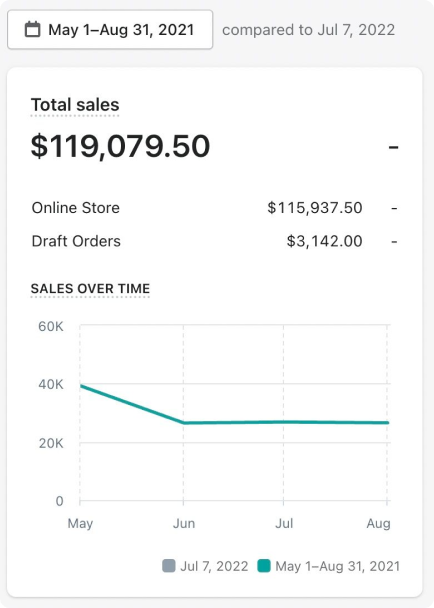 May 1–Aug 31, 2021 compared to Jul 7, 2022
Total sales
$119,079.50 -
Online Store $115,937.50 -
Draft Orders $3,142.00 -
SALES OVER TIME
60K
40K
20K
0
May Jun Jul Aug
Jul 7, 2022 May 1–Aug 31, 2021